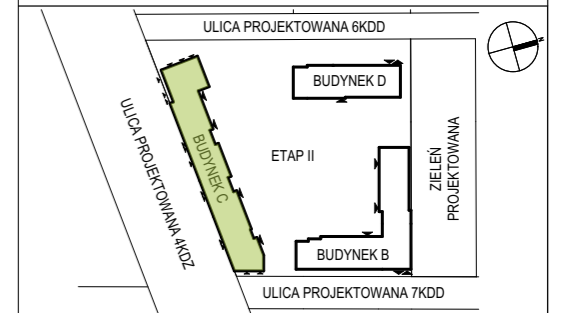 ULICA PROJEKTOWANA 6KDD
BUDYNEK D
ULICA PROJEKTOWANA 4KDZ
BUDYNEK C
ETAP II
ZIELEŃ
PROJEKTOWANA
BUDYNEK B
ULICA PROJEKTOWANA 7KDD